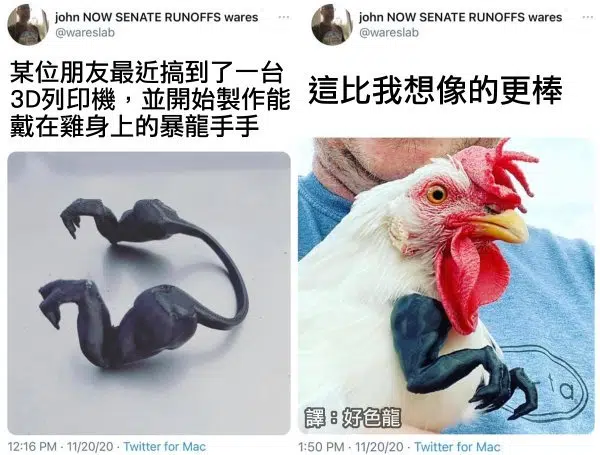 john NOW SENATE RUNOFFS wares
@wareslab
某位朋友最近搞到了一台
3D列印機，並開始製作能
戴在雞身上的暴龍手手
12:16 PM · 11/20/20 · Twitter for Mac
john NOW SENATE RUNOFFS wares
@wareslab
這比我想像的更棒
譯：好色龍
1:50 PM · 11/20/20 · Twitter for Mac